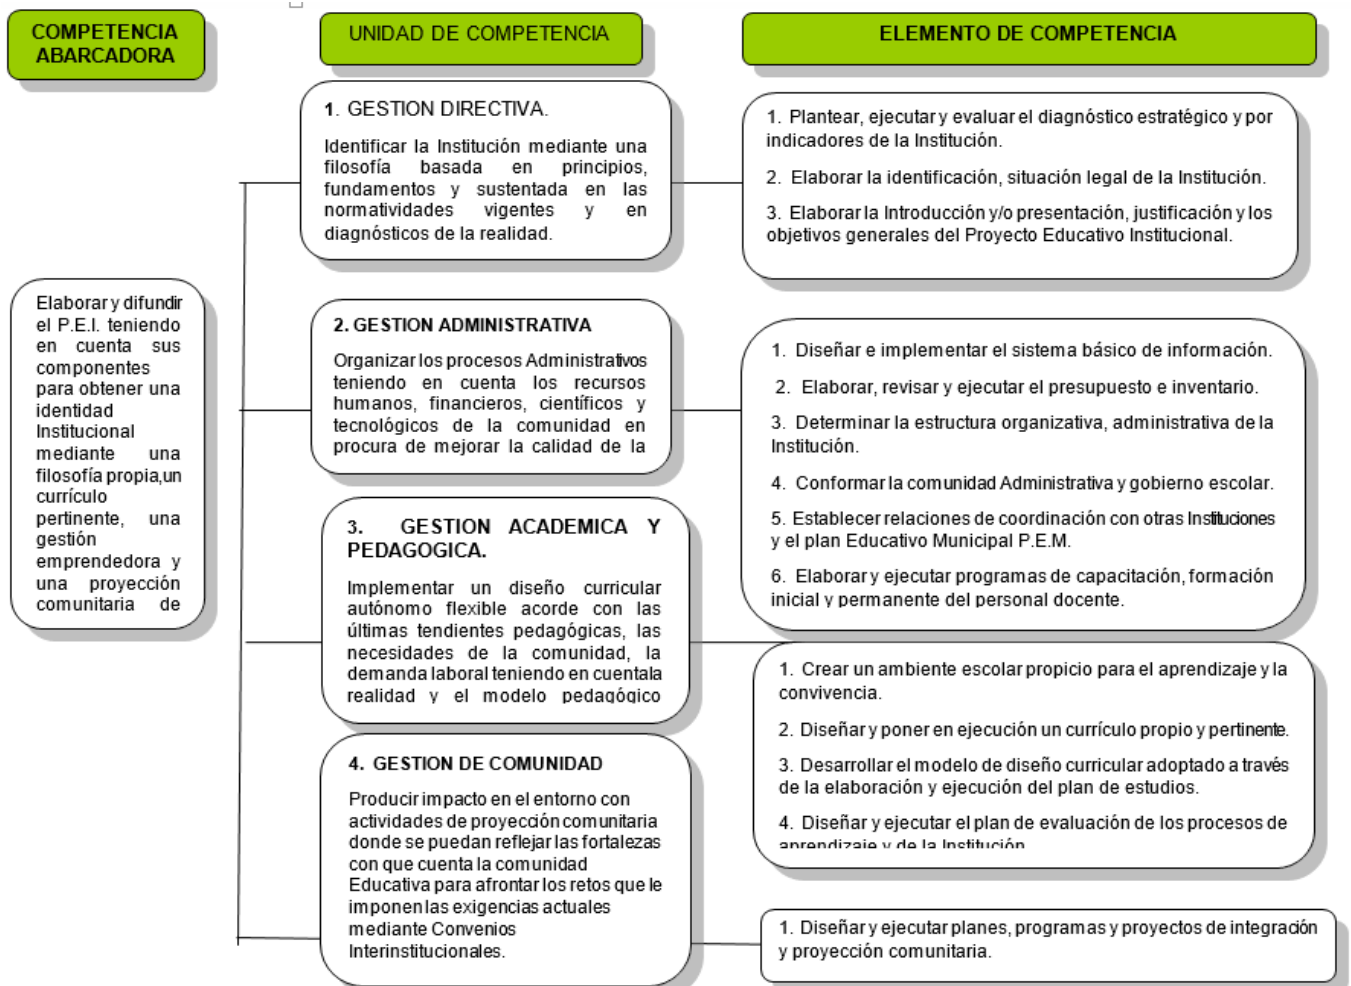 COMPETENCIA
ABARCADORA
UNIDAD DE COMPETENCIA
ELEMENTO DE COMPETENCIA
Elaborar y difundir
el P.E.I. teniendo
en cuenta sus
componentes
para obtener una
identidad
Institucional
mediante una
filosofía propia,un
currículo
pertinente, una
gestión
emprendedora y
una proyección
comunitaria de
1. GESTION DIRECTIVA.
Identificar la Institución mediante una
filosofía basada en principios,
fundamentos y sustentada en las
normatividades vigentes y en
diagnósticos de la realidad.
1. Plantear, ejecutar y evaluar el diagnóstico estratégico y por
indicadores de la Institución.
2. Elaborar la identificación, situación legal de la Institución.
3. Elaborar la Introducción y/o presentación, justificación y los
objetivos generales del Proyecto Educativo Institucional.
2. GESTION ADMINISTRATIVA
Organizar los procesos Administrativos
teniendo en cuenta los recursos
humanos, financieros, científicos y
tecnológicos de la comunidad en
procura de mejorar la calidad de la
1. Diseñar e implementar el sistema básico de información.
2. Elaborar, revisar y ejecutar el presupuesto e inventario.
3. Determinar la estructura organizativa, administrativa de la
Institución.
4. Conformar la comunidad Administrativa y gobierno escolar.
5. Establecer relaciones de coordinación con otras Instituciones
y el plan Educativo Municipal P.E.M.
6. Elaborar y ejecutar programas de capacitación, formación
inicial y permanente del personal docente.
3. GESTION ACADEMICA Y
PEDAGOGICA.
Implementar un diseño curricular
autónomo flexible acorde con las
últimas tendientes pedagógicas, las
necesidades de la comunidad, la
demanda laboral teniendo en cuentala
realidad y el modelo pedagógico
1. Crear un ambiente escolar propicio para el aprendizaje y la
convivencia.
2. Diseñar y poner en ejecución un currículo propio y pertinente.
3. Desarrollar el modelo de diseño curricular adoptado a través
de la elaboración y ejecución del plan de estudios.
4. Diseñar y ejecutar el plan de evaluación de los procesos de
aprendizaje y de la Institución
4. GESTION DE COMUNIDAD
Producir impacto en el entorno con
actividades de proyección comunitaria
donde se puedan reflejar las fortalezas
con que cuenta la comunidad
Educativa para afrontar los retos que le
imponen las exigencias actuales
mediante Convenios
Interinstitucionales.
1. Diseñar y ejecutar planes, programas y proyectos de integración
y proyección comunitaria.